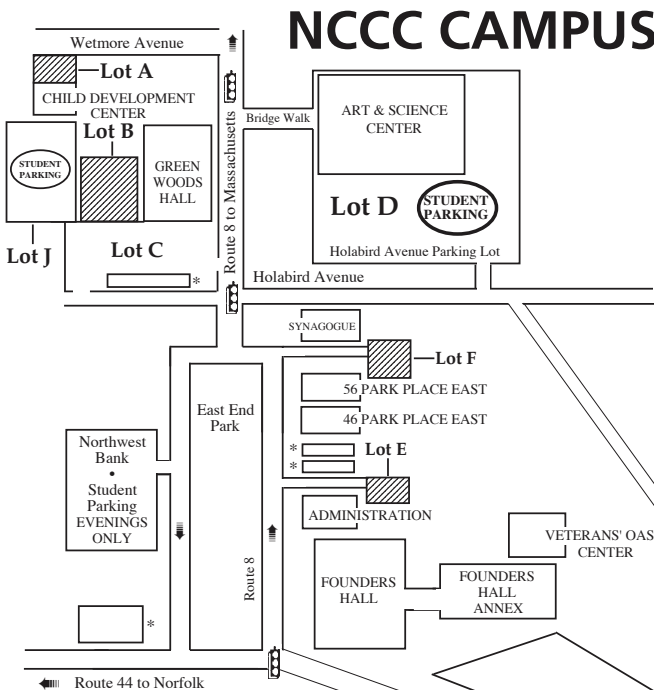 NCCC CAMPUS
Wetmore Avenue
Lot A
CHILD DEVELOPMENT
CENTER
Lot B
STUDENT
PARKING
GREEN
WOODS
HALL
Lot J
Lot C
*
Route 8 to Massachusetts
Bridge Walk
ART & SCIENCE
CENTER
Lot D
STUDENT
PARKING
Holabird Avenue Parking Lot
Holabird Avenue
SYNAGOGUE
Lot F
56 PARK PLACE EAST
46 PARK PLACE EAST
*
*
Lot E
ADMINISTRATION
East End
Park
Northwest
Bank
•
Student
Parking
EVENINGS
ONLY
Route 8
*
FOUNDERS
HALL
FOUNDERS
HALL
ANNEX
VETERANS' OAS
CENTER
Route 44 to Norfolk